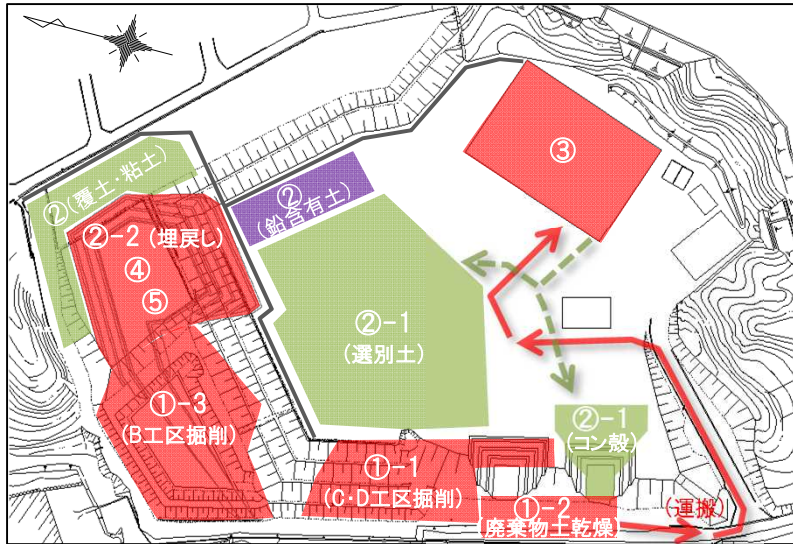 ③
②(覆土・粘土)
②
(鉛含有土)
②-2 (埋戻し)
④
⑤
②-1
(選別土)
①-3
(B工区掘削)
②-1
(コン殻)
①-1
(C・D工区掘削)
①-2
(廃棄物土乾燥)
(運搬)